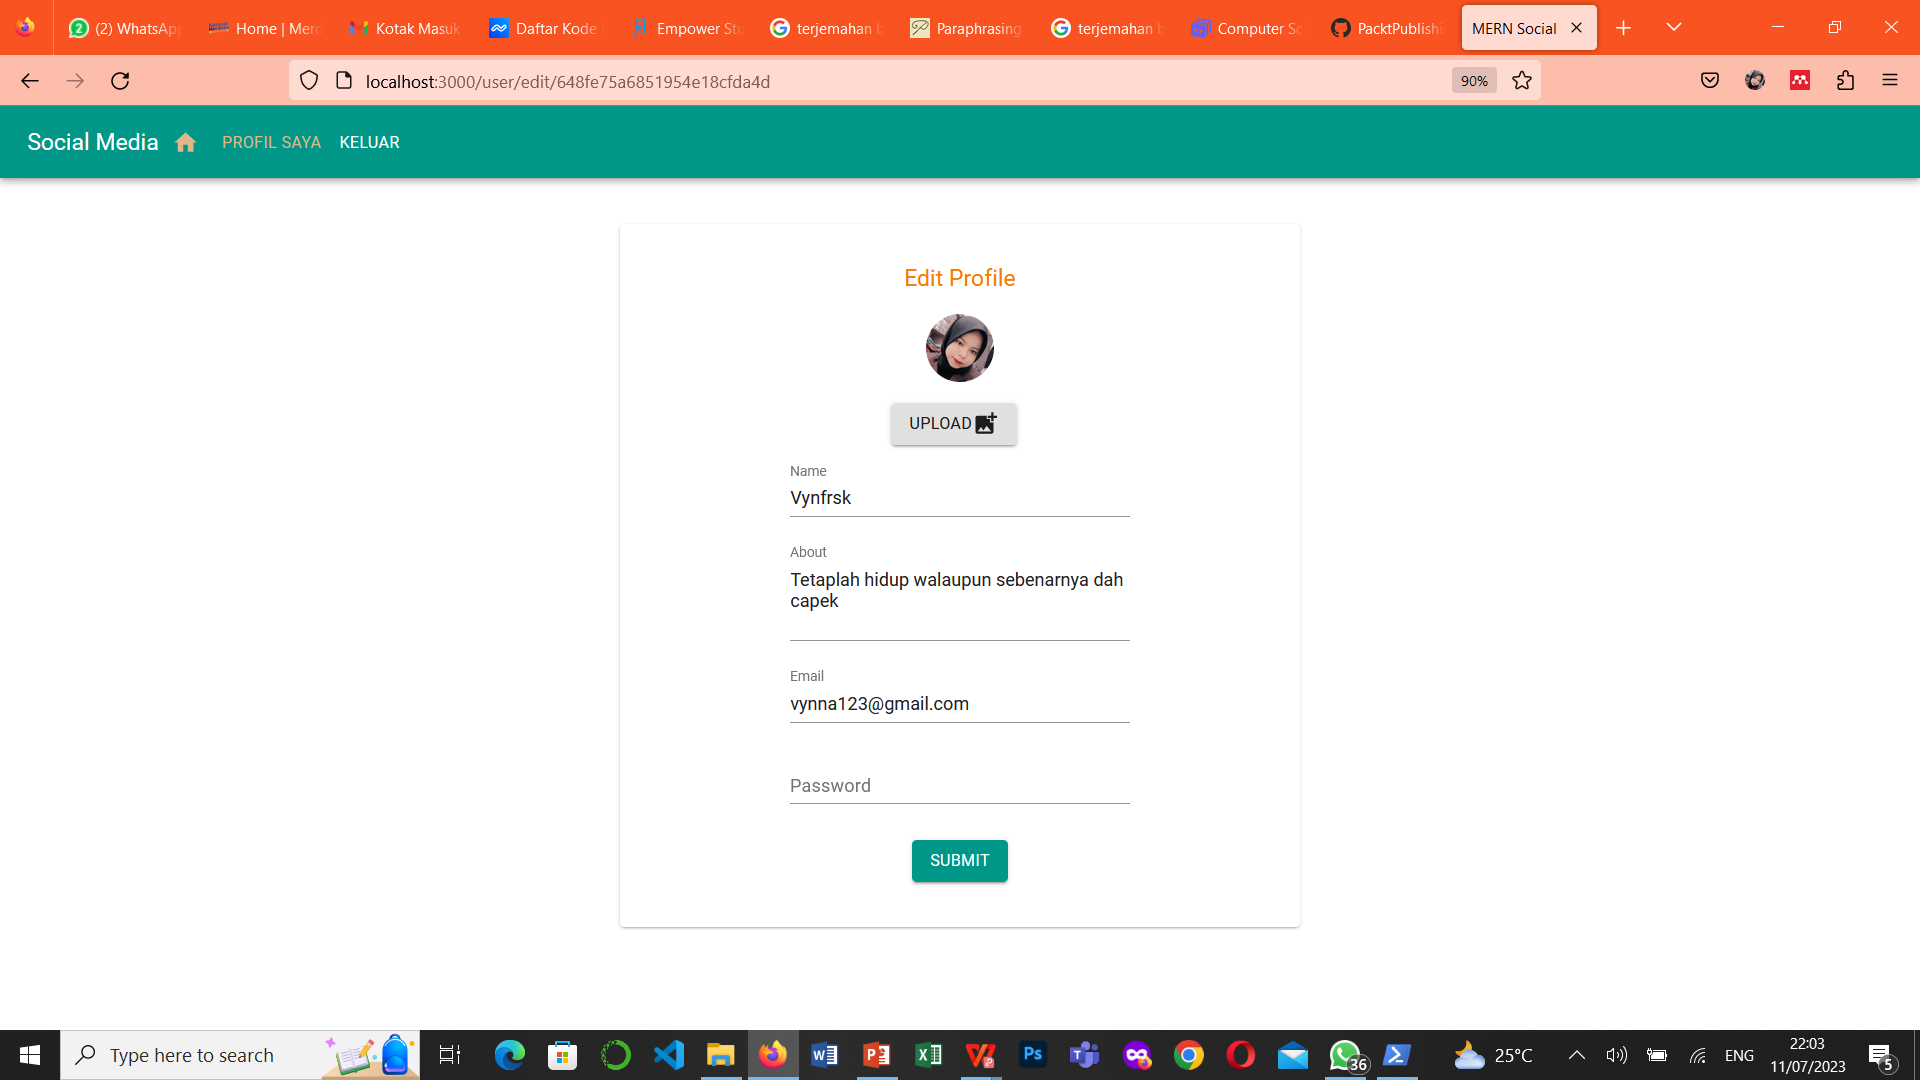 (2) WhatsApp
Home | Merc
Kotak Masuk
Daftar Kode
Empower Stu
terjemahan b
Paraphrasing
terjemahan b
Computer Sc
PacktPublishi
MERN Social
localhost:3000/user/edit/648fe75a6851954e18cfda4d
90%
Social Media
PROFIL SAYA
KELUAR
Edit Profile
UPLOAD
Name
Vynfrsk
About
Tetaplah hidup walaupun sebenarnya dah
capek
Email
vynna123@gmail.com
Password
SUBMIT
Type here to search
36
25°C
ENG
22:03
11/07/2023
5